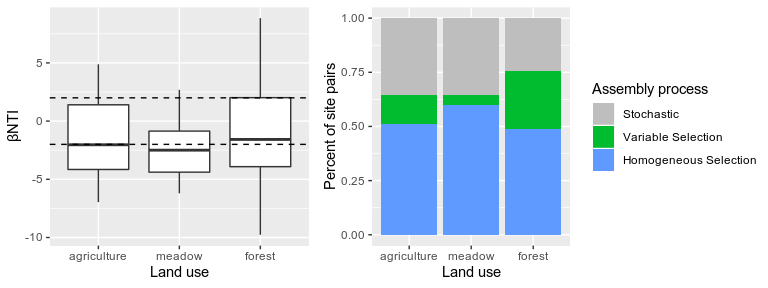 βNTI
5
0
-5
-10
agriculture meadow forest
Land use
Percent of site pairs
1.00
0.75
0.50
0.25
0.00
agriculture meadow forest
Land use
Assembly process
Stochastic
Variable Selection
Homogeneous Selection